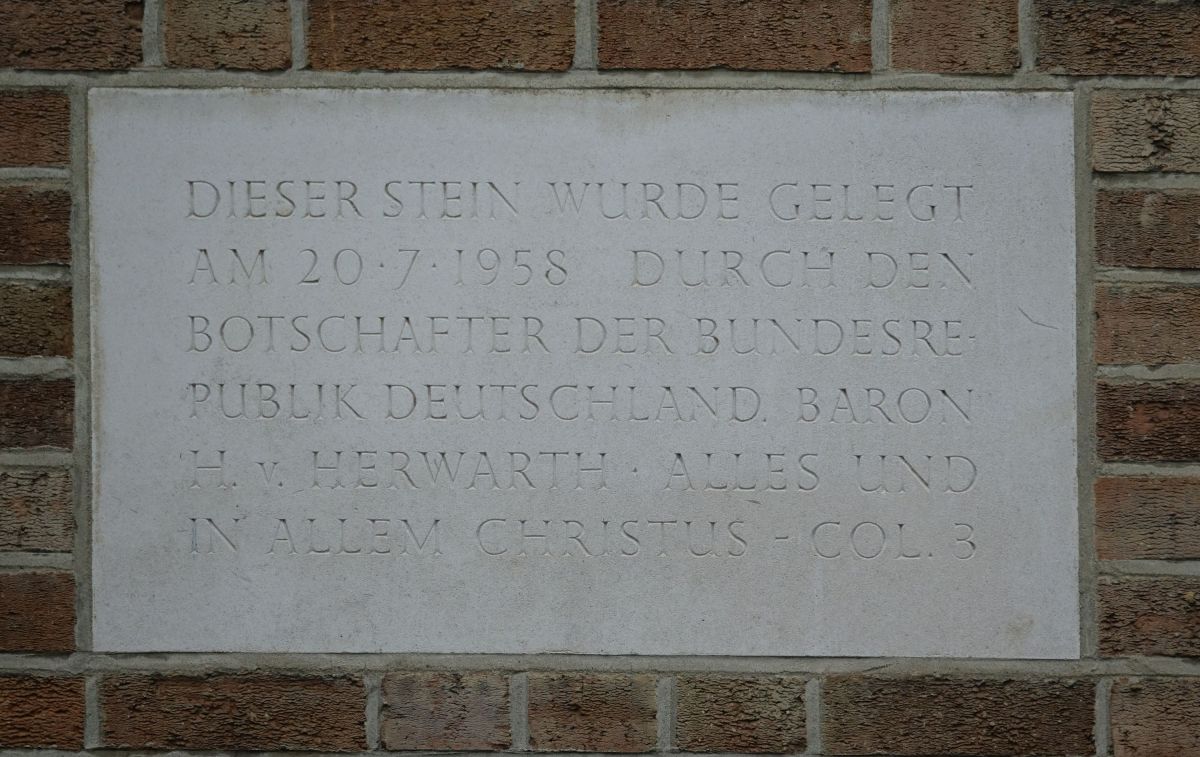 DIESER STEIN WURDE GELEGT
AM 20·7·1958 DURCH DEN
BOTSCHAFTER DER BUNDESRE-
PUBLIK DEUTSCHLAND. BARON
H. v. HERWARTH · ALLES UND
IN ALLEM CHRISTUS - COL. 3